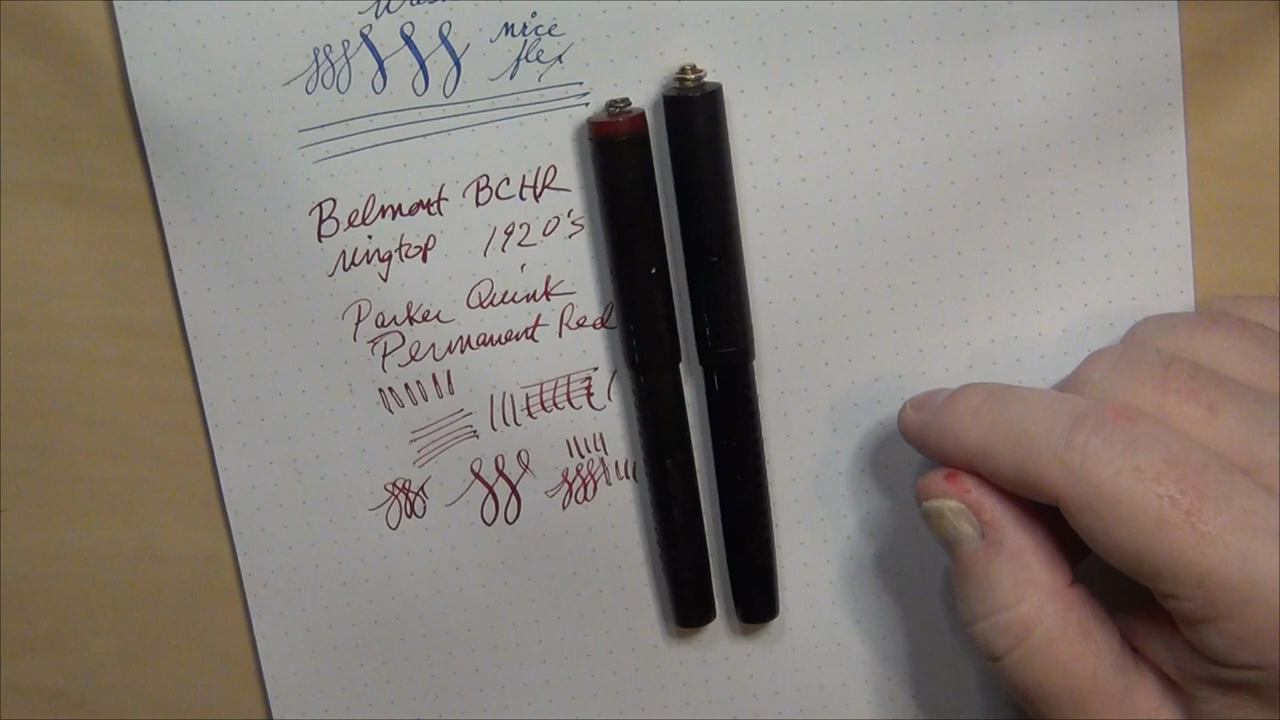 nice
flex
Belmont BCHR
ringtop 1920's
Parker Quink
Permanent Red